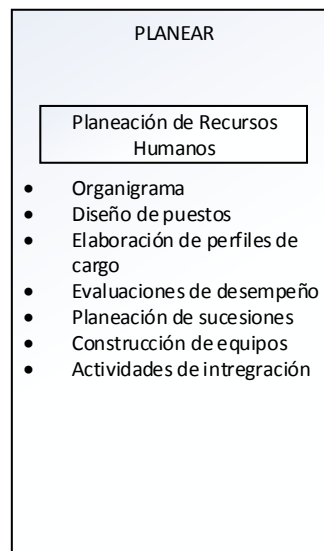 PLANEAR
Planeación de Recursos
Humanos
• Organigrama
• Diseño de puestos
• Elaboración de perfiles de
cargo
• Evaluaciones de desempeño
• Planeación de sucesiones
• Construcción de equipos
• Actividades de intregración